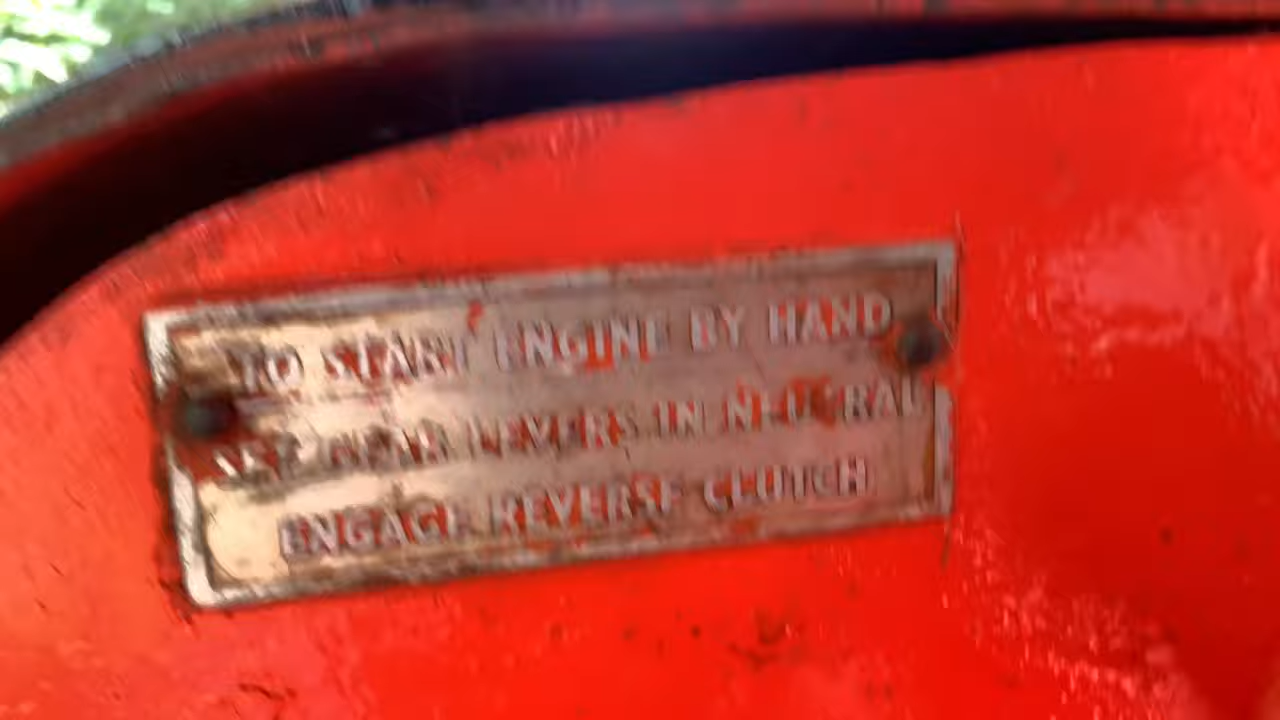 TO START ENGINE BY HAND
SET GEAR LEVERS IN NEUTRAL
ENGAGE REVERSE CLUTCH